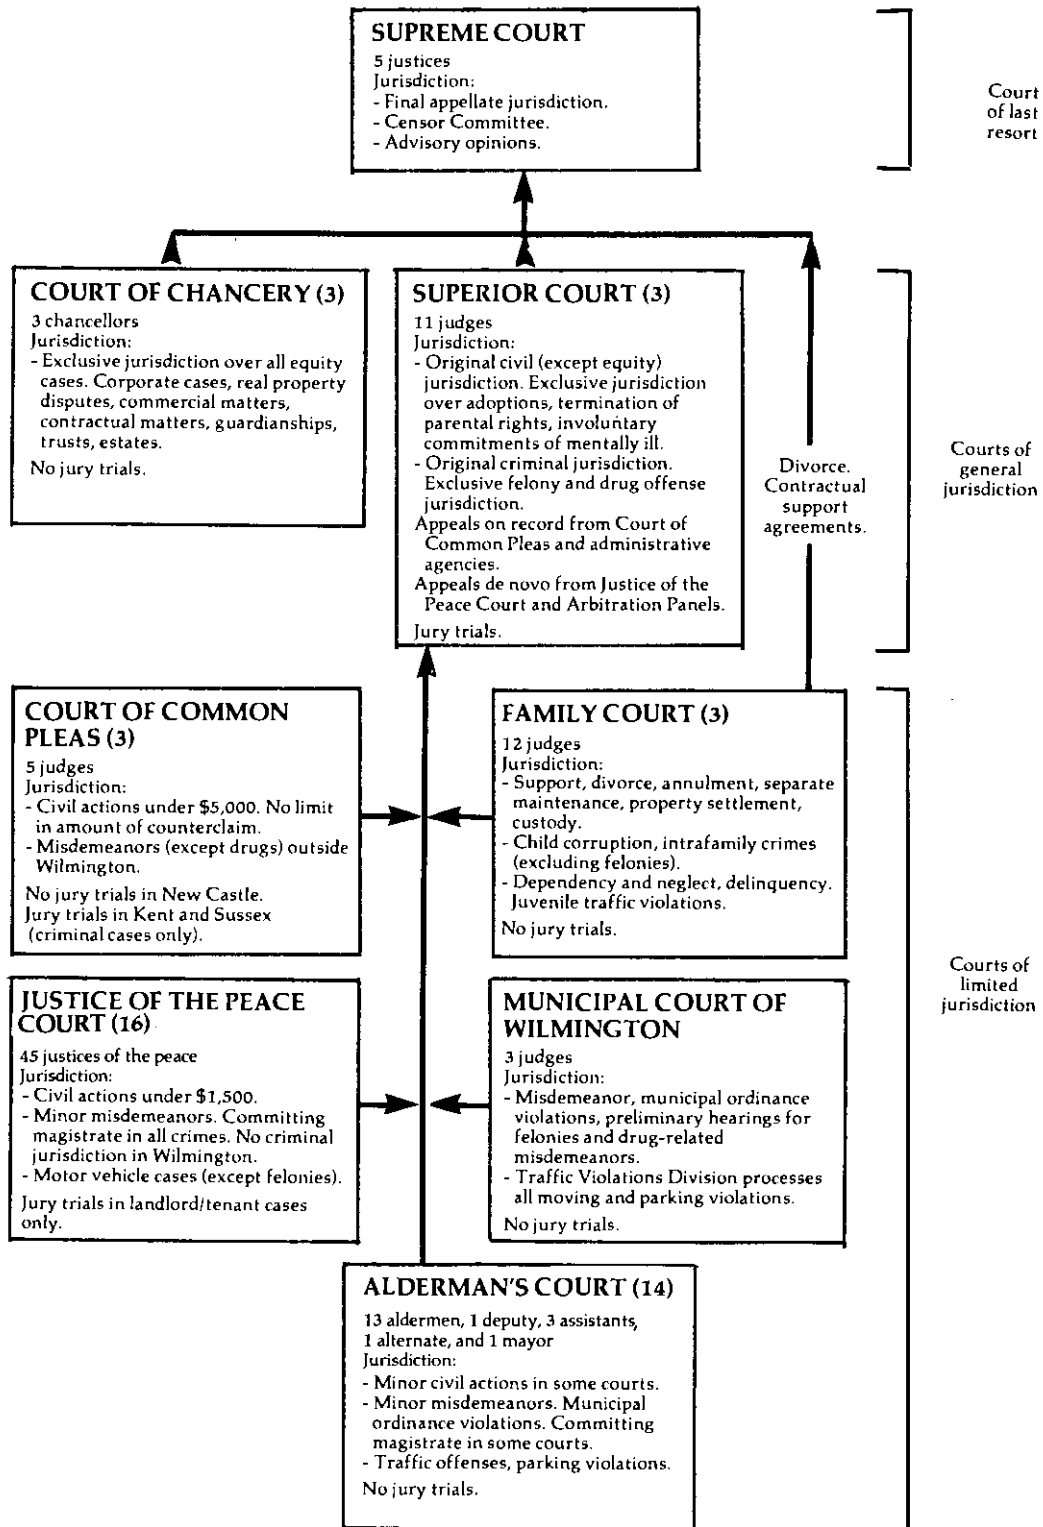 SUPREME COURT
5 justices
Jurisdiction:
- Final appellate jurisdiction.
- Censor Committee.
- Advisory opinions.
Court
of last
resort
COURT OF CHANCERY (3)
3 chancellors
Jurisdiction:
- Exclusive jurisdiction over all equity
cases. Corporate cases, real property
disputes, commercial matters,
contractual matters, guardianships,
trusts, estates.
No jury trials.
SUPERIOR COURT (3)
11 judges
Jurisdiction:
- Original civil (except equity)
jurisdiction. Exclusive jurisdiction
over adoptions, termination of
parental rights, involuntary
commitments of mentally ill.
- Original criminal jurisdiction.
Exclusive felony and drug offense
jurisdiction.
Appeals on record from Court of
Common Pleas and administrative
agencies.
Appeals de novo from Justice of the
Peace Court and Arbitration Panels.
Jury trials.
Divorce.
Contractual
support
agreements.
Courts of
general
jurisdiction
COURT OF COMMON
PLEAS (3)
5 judges
Jurisdiction:
- Civil actions under $5,000. No limit
in amount of counterclaim.
- Misdemeanors (except drugs) outside
Wilmington.
No jury trials in New Castle.
Jury trials in Kent and Sussex
(criminal cases only).
FAMILY COURT (3)
12 judges
Jurisdiction:
- Support, divorce, annulment, separate
maintenance, property settlement,
custody.
- Child corruption, intrafamily crimes
(excluding felonies).
- Dependency and neglect, delinquency.
Juvenile traffic violations.
No jury trials.
JUSTICE OF THE PEACE
COURT (16)
45 justices of the peace
Jurisdiction:
- Civil actions under $1,500.
- Minor misdemeanors. Committing
magistrate in all crimes. No criminal
jurisdiction in Wilmington.
- Motor vehicle cases (except felonies).
Jury trials in landlord/tenant cases
only.
MUNICIPAL COURT OF
WILMINGTON
3 judges
Jurisdiction:
- Misdemeanor, municipal ordinance
violations, preliminary hearings for
felonies and drug-related
misdemeanors.
- Traffic Violations Division processes
all moving and parking violations.
No jury trials.
Courts of
limited
jurisdiction
ALDERMAN'S COURT (14)
13 aldermen, 1 deputy, 3 assistants,
1 alternate, and 1 mayor
Jurisdiction:
- Minor civil actions in some courts.
- Minor misdemeanors. Municipal
ordinance violations. Committing
magistrate in some courts.
- Traffic offenses, parking violations.
No jury trials.